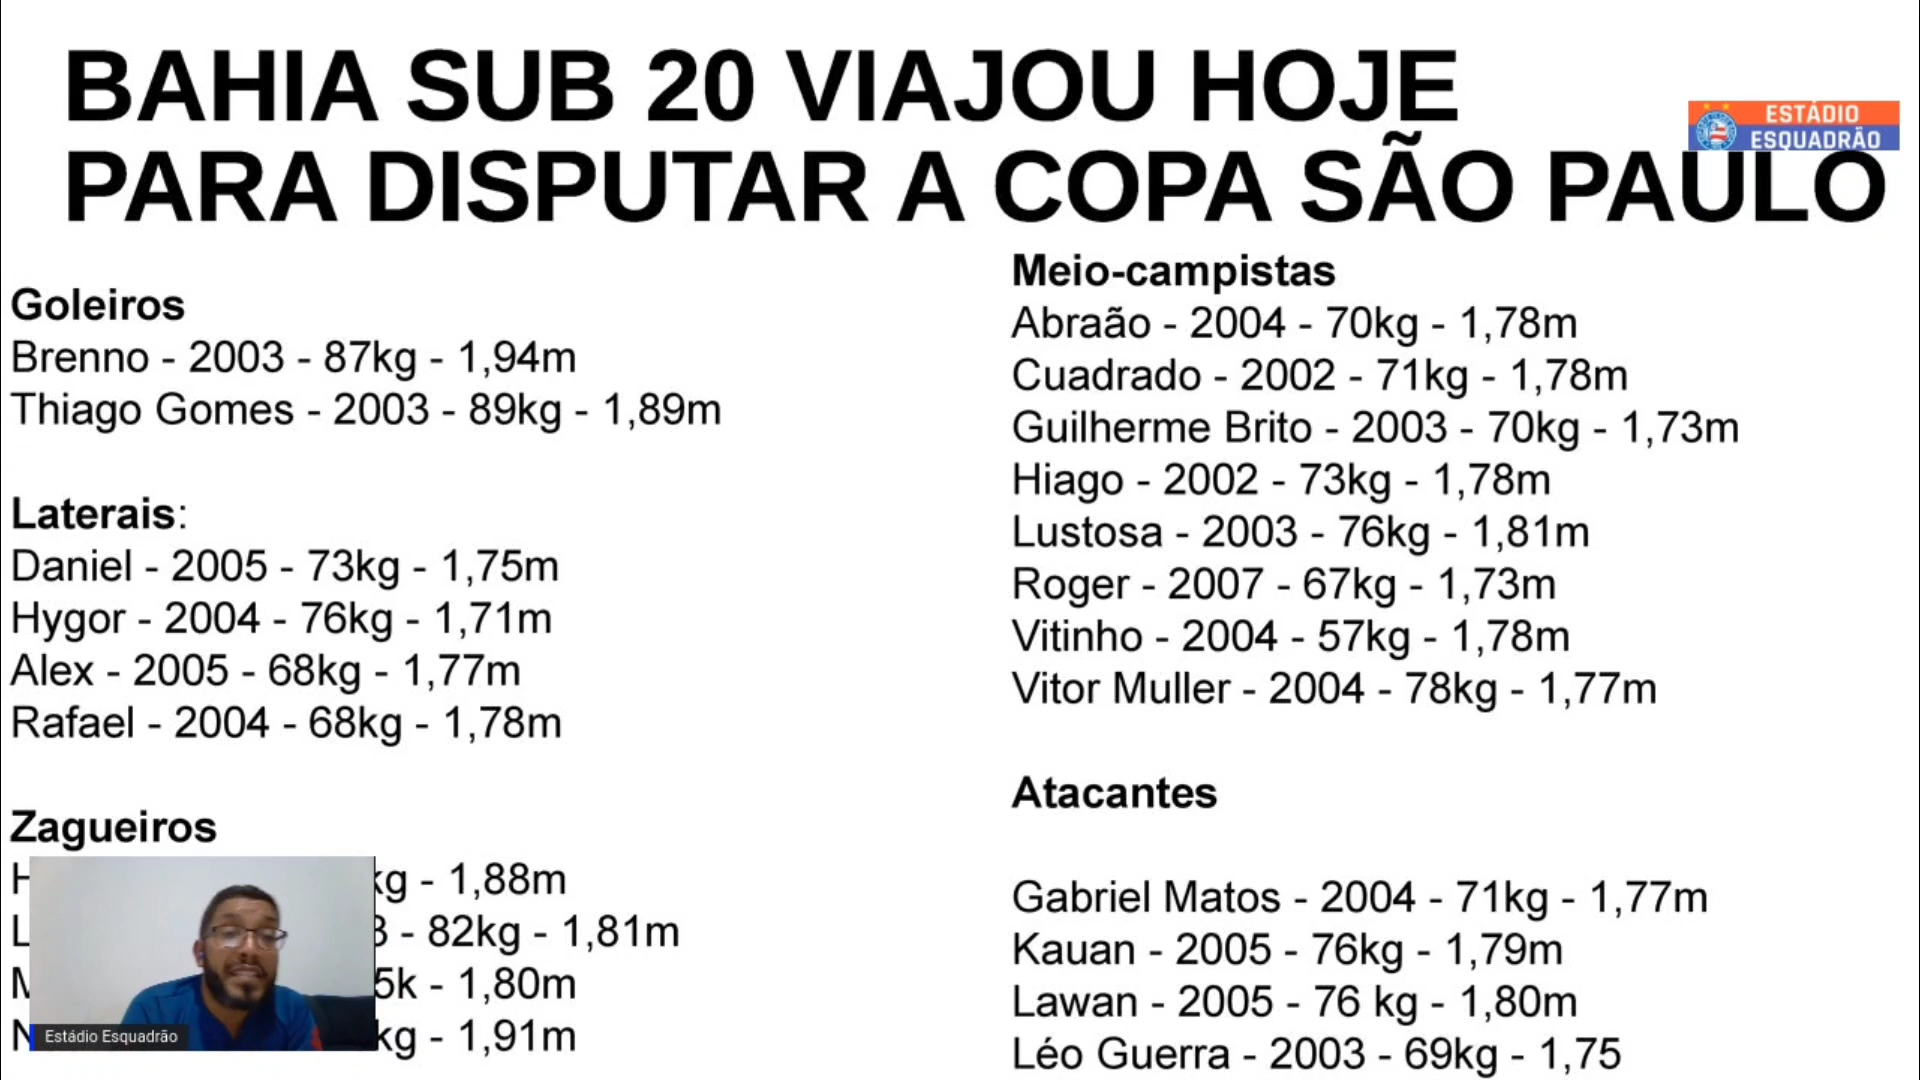 BAHIA SUB 20 VIAJOU HOJE
PARA DISPUTAR A COPA SÃO PAULO
ESTÁDIO
ESQUADRÃO
Goleiros
Brenno - 2003 - 87kg - 1,94m
Thiago Gomes - 2003 - 89kg - 1,89m
Laterais:
Daniel - 2005 - 73kg - 1,75m
Hygor - 2004 - 76kg - 1,71m
Alex - 2005 - 68kg - 1,77m
Rafael - 2004 - 68kg - 1,78m
Zagueiros
kg - 1,88m
- 82kg - 1,81m
5k - 1,80m
kg - 1,91m
Estádio Esquadrão
Meio-campistas
Abraão - 2004 - 70kg - 1,78m
Cuadrado - 2002 - 71kg - 1,78m
Guilherme Brito - 2003 - 70kg - 1,73m
Hiago - 2002 - 73kg - 1,78m
Lustosa - 2003 - 76kg - 1,81m
Roger - 2007 - 67kg - 1,73m
Vitinho - 2004 - 57kg - 1,78m
Vitor Muller - 2004 - 78kg - 1,77m
Atacantes
Gabriel Matos - 2004 - 71kg - 1,77m
Kauan - 2005 - 76kg - 1,79m
Lawan - 2005 - 76 kg - 1,80m
Léo Guerra - 2003 - 69kg - 1,75